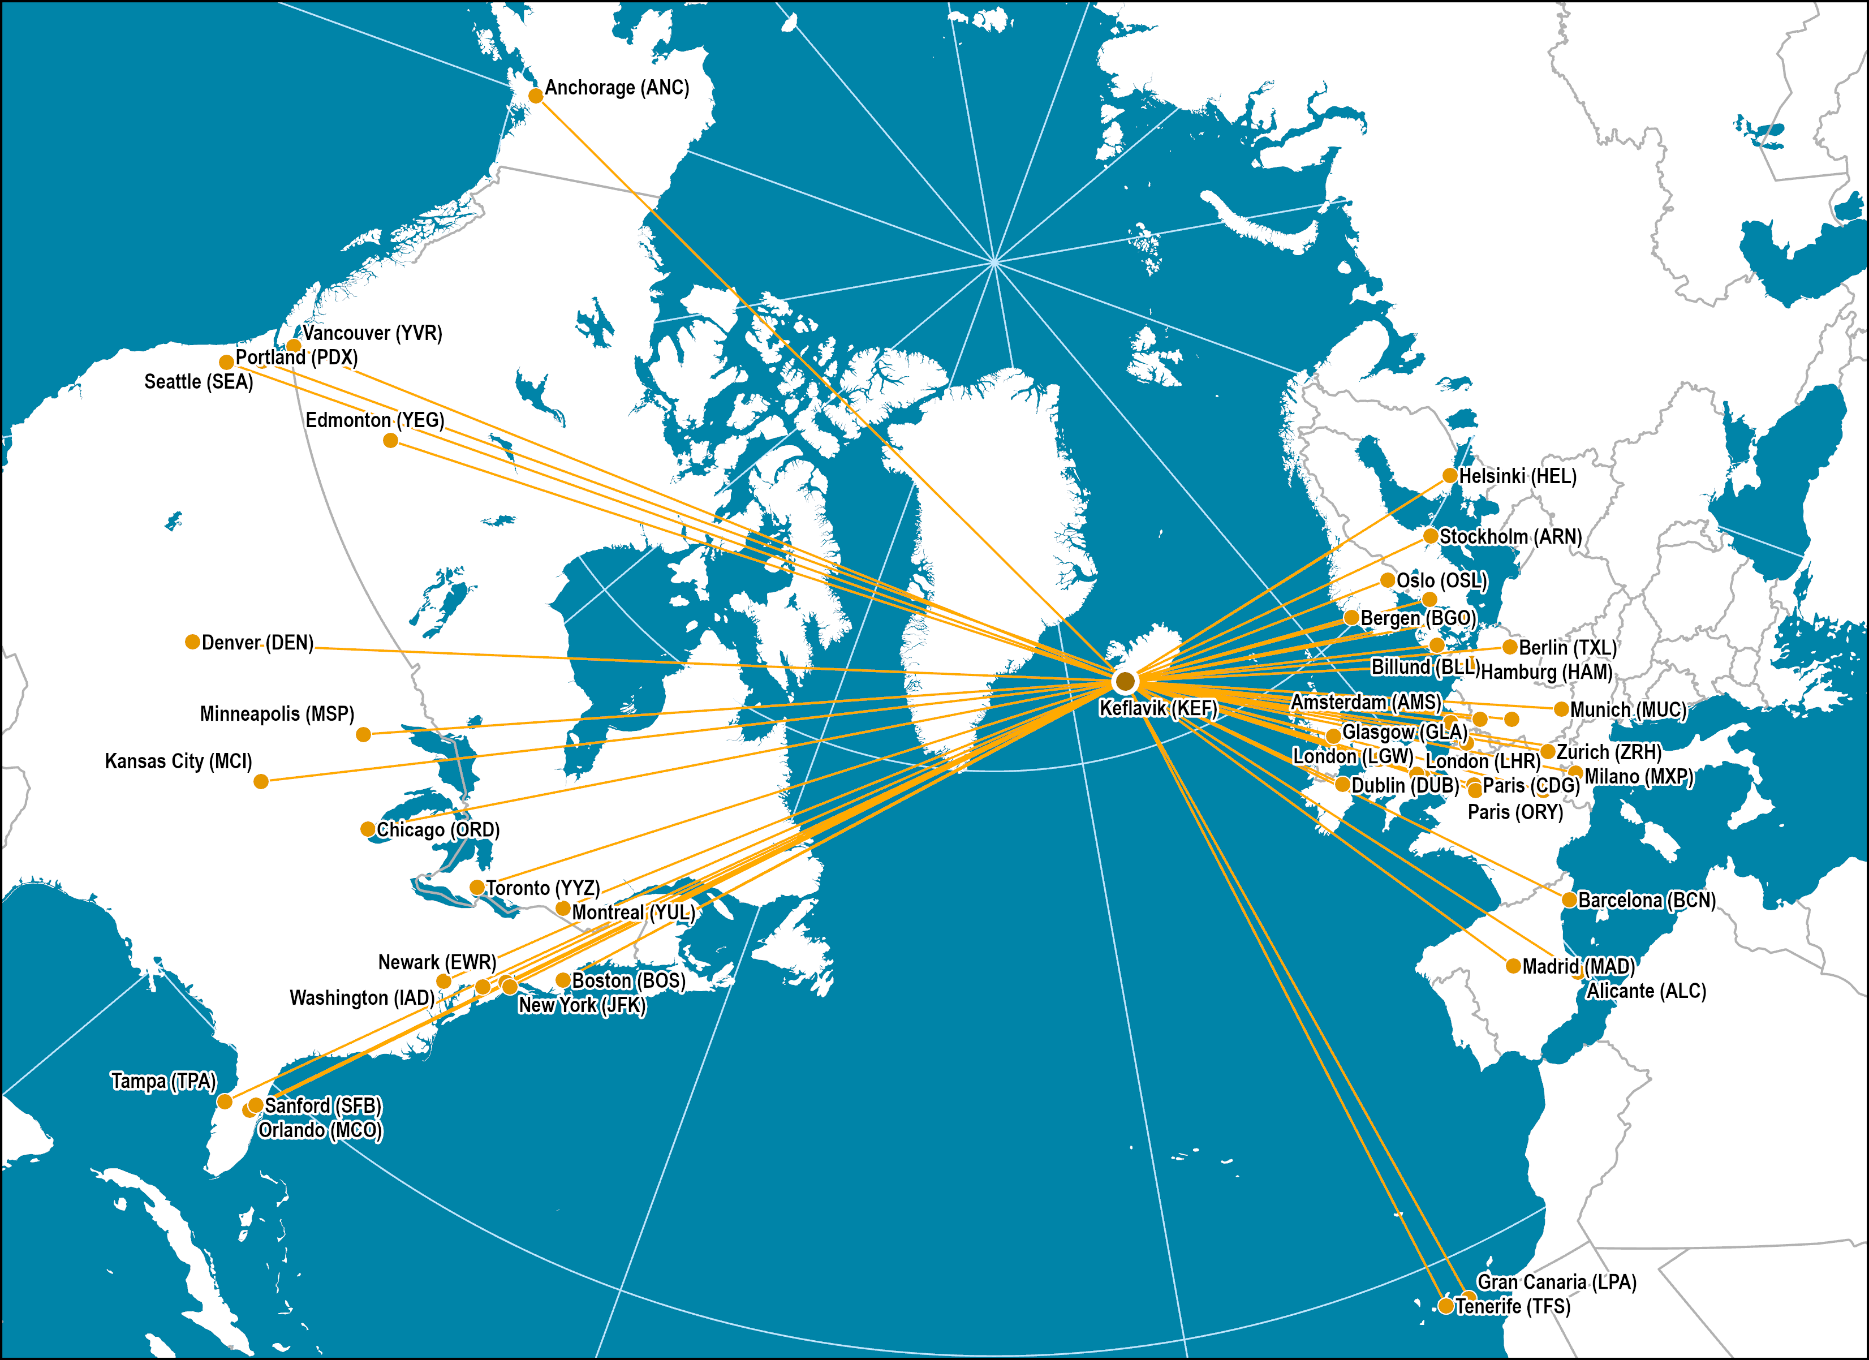 Anchorage (ANC)
Vancouver (YVR)
Portland (PDX)
Seattle (SEA)
Edmonton (YEG)
Helsinki (HEL)
Stockholm (ARN)
Oslo (OSL)
Bergen (BGO)
Denver (DEN)
Berlin (TXL)
Billund (BLL)
Hamburg (HAM)
Amsterdam (AMS)
Keflavik (KEF)
Munich (MUC)
Minneapolis (MSP)
Glasgow (GLA)
Zurich (ZRH)
London (LGW)
London (LHR)
Kansas City (MCI)
Milano (MXP)
Dublin (DUB)
Paris (CDG)
Paris (ORY)
Chicago (ORD)
Toronto (YYZ)
Montreal (YUL)
Barcelona (BCN)
Newark (EWR)
Madrid (MAD)
Boston (BOS)
Alicante (ALC)
Washington (IAD)
New York (JFK)
Tampa (TPA)
Sanford (SFB)
Orlando (MCO)
Gran Canaria (LPA)
Tenerife (TFS)